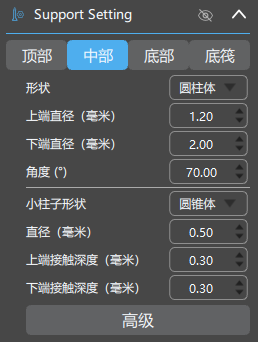 Support Setting
顶部 中部 底部 底筏
形状 圆柱体
上端直径（毫米） 1.20
下端直径（毫米） 2.00
角度 (°) 70.00
小柱子形状 圆锥体
直径（毫米） 0.50
上端接触深度（毫米） 0.30
下端接触深度（毫米） 0.30
高级